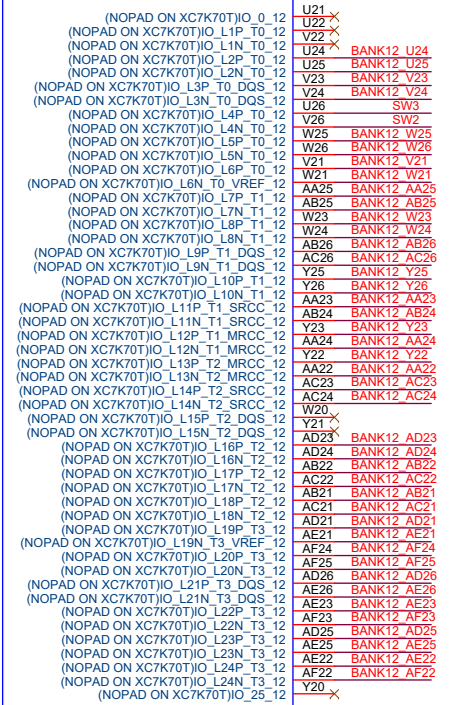 (NOPAD ON XC7K70T)IO_0_12 U21
(NOPAD ON XC7K70T)IO_L1P_T0_12 U22
(NOPAD ON XC7K70T)IO_L1N_T0_12 V22
(NOPAD ON XC7K70T)IO_L2P_T0_12 U24 BANK12_U24
(NOPAD ON XC7K70T)IO_L2N_T0_12 U25 BANK12_U25
(NOPAD ON XC7K70T)IO_L3P_T0_DQS_12 V23 BANK12_V23
(NOPAD ON XC7K70T)IO_L3N_T0_DQS_12 V24 BANK12_V24
(NOPAD ON XC7K70T)IO_L4P_T0_12 U26 SW3
(NOPAD ON XC7K70T)IO_L4N_T0_12 V26 SW2
(NOPAD ON XC7K70T)IO_L5P_T0_12 W25 BANK12_W25
(NOPAD ON XC7K70T)IO_L5N_T0_12 W26 BANK12_W26
(NOPAD ON XC7K70T)IO_L6P_T0_12 V21 BANK12_V21
(NOPAD ON XC7K70T)IO_L6N_T0_VREF_12 W21 BANK12_W21
(NOPAD ON XC7K70T)IO_L7P_T1_12 AA25 BANK12_AA25
(NOPAD ON XC7K70T)IO_L7N_T1_12 AB25 BANK12_AB25
(NOPAD ON XC7K70T)IO_L8P_T1_12 W23 BANK12_W23
(NOPAD ON XC7K70T)IO_L8N_T1_12 W24 BANK12_W24
(NOPAD ON XC7K70T)IO_L9P_T1_DQS_12 AB26 BANK12_AB26
(NOPAD ON XC7K70T)IO_L9N_T1_DQS_12 AC26 BANK12_AC26
(NOPAD ON XC7K70T)IO_L10P_T1_12 Y25 BANK12_Y25
(NOPAD ON XC7K70T)IO_L10N_T1_12 Y26 BANK12_Y26
(NOPAD ON XC7K70T)IO_L11P_T1_SRCC_12 AA23 BANK12_AA23
(NOPAD ON XC7K70T)IO_L11N_T1_SRCC_12 AB24 BANK12_AB24
(NOPAD ON XC7K70T)IO_L12P_T1_MRCC_12 Y23 BANK12_Y23
(NOPAD ON XC7K70T)IO_L12N_T1_MRCC_12 AA24 BANK12_AA24
(NOPAD ON XC7K70T)IO_L13P_T2_MRCC_12 Y22 BANK12_Y22
(NOPAD ON XC7K70T)IO_L13N_T2_MRCC_12 AA22 BANK12_AA22
(NOPAD ON XC7K70T)IO_L14P_T2_SRCC_12 AC23 BANK12_AC23
(NOPAD ON XC7K70T)IO_L14N_T2_SRCC_12 AC24 BANK12_AC24
(NOPAD ON XC7K70T)IO_L15P_T2_DQS_12 W20
(NOPAD ON XC7K70T)IO_L15N_T2_DQS_12 Y21
(NOPAD ON XC7K70T)IO_L16P_T2_12 AD23 BANK12_AD23
(NOPAD ON XC7K70T)IO_L16N_T2_12 AD24 BANK12_AD24
(NOPAD ON XC7K70T)IO_L17P_T2_12 AB22 BANK12_AB22
(NOPAD ON XC7K70T)IO_L17N_T2_12 AC22 BANK12_AC22
(NOPAD ON XC7K70T)IO_L18P_T2_12 AB21 BANK12_AB21
(NOPAD ON XC7K70T)IO_L18N_T2_12 AC21 BANK12_AC21
(NOPAD ON XC7K70T)IO_L19P_T3_12 AD21 BANK12_AD21
(NOPAD ON XC7K70T)IO_L19N_T3_VREF_12 AE21 BANK12_AE21
(NOPAD ON XC7K70T)IO_L20P_T3_12 AF24 BANK12_AF24
(NOPAD ON XC7K70T)IO_L20N_T3_12 AF25 BANK12_AF25
(NOPAD ON XC7K70T)IO_L21P_T3_DQS_12 AD26 BANK12_AD26
(NOPAD ON XC7K70T)IO_L21N_T3_DQS_12 AE26 BANK12_AE26
(NOPAD ON XC7K70T)IO_L22P_T3_12 AE23 BANK12_AE23
(NOPAD ON XC7K70T)IO_L22N_T3_12 AF23 BANK12_AF23
(NOPAD ON XC7K70T)IO_L23P_T3_12 AD25 BANK12_AD25
(NOPAD ON XC7K70T)IO_L23N_T3_12 AE25 BANK12_AE25
(NOPAD ON XC7K70T)IO_L24P_T3_12 AE22 BANK12_AE22
(NOPAD ON XC7K70T)IO_L24N_T3_12 AF22 BANK12_AF22
(NOPAD ON XC7K70T)IO_25_12 Y20